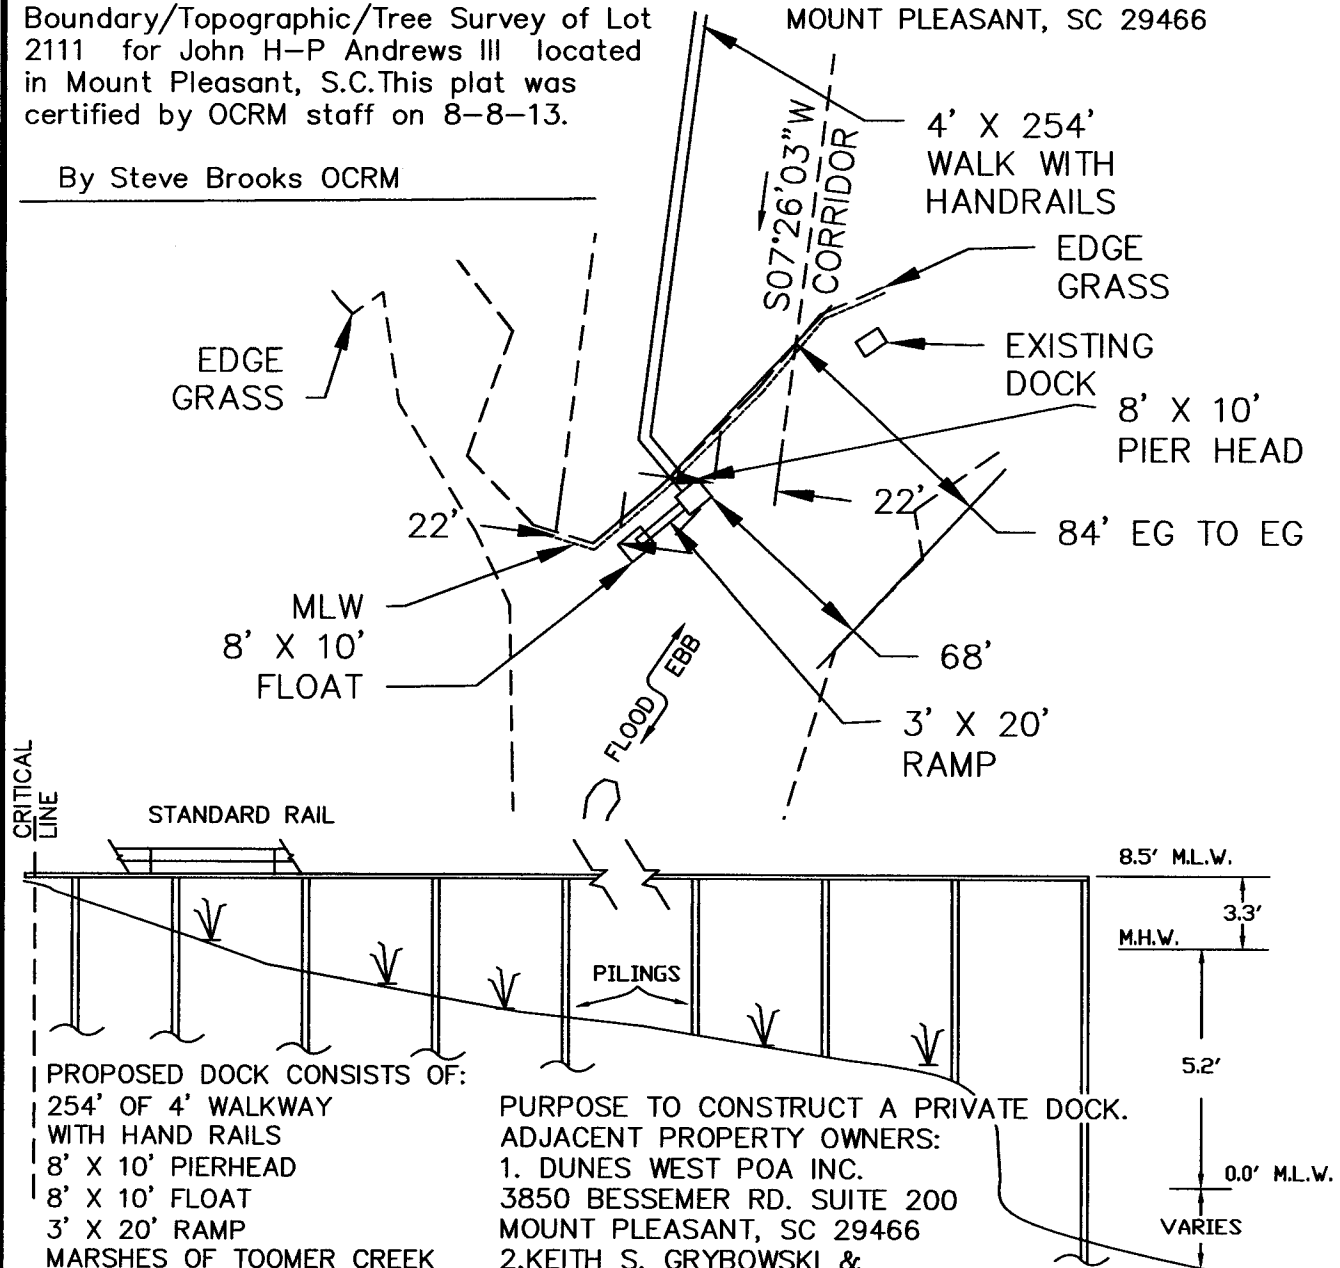 Boundary/Topographic/Tree Survey of Lot
2111 for John H-P Andrews III located
in Mount Pleasant, S.C.This plat was
certified by OCRM staff on 8-8-13.
By Steve Brooks OCRM
MOUNT PLEASANT, SC 29466
4' X 254'
WALK WITH
HANDRAILS
S07°26'03"W
CORRIDOR
EDGE
GRASS
EDGE
GRASS
EXISTING
DOCK
8' X 10'
PIER HEAD
22'
22'
84' EG TO EG
MLW
8' X 10'
FLOAT
68'
3' X 20'
RAMP
FLOOD
EBB
CRITICAL
LINE
STANDARD RAIL
8.5' M.L.W.
3.3'
M.H.W.
PILINGS
5.2'
0.0' M.L.W.
VARIES
PROPOSED DOCK CONSISTS OF:
254' OF 4' WALKWAY
WITH HAND RAILS
8' X 10' PIERHEAD
8' X 10' FLOAT
3' X 20' RAMP
MARSHES OF TOOMER CREEK
PURPOSE TO CONSTRUCT A PRIVATE DOCK.
ADJACENT PROPERTY OWNERS:
1. DUNES WEST POA INC.
3850 BESSEMER RD. SUITE 200
MOUNT PLEASANT, SC 29466
2.KEITH S. GRYBOWSKI &